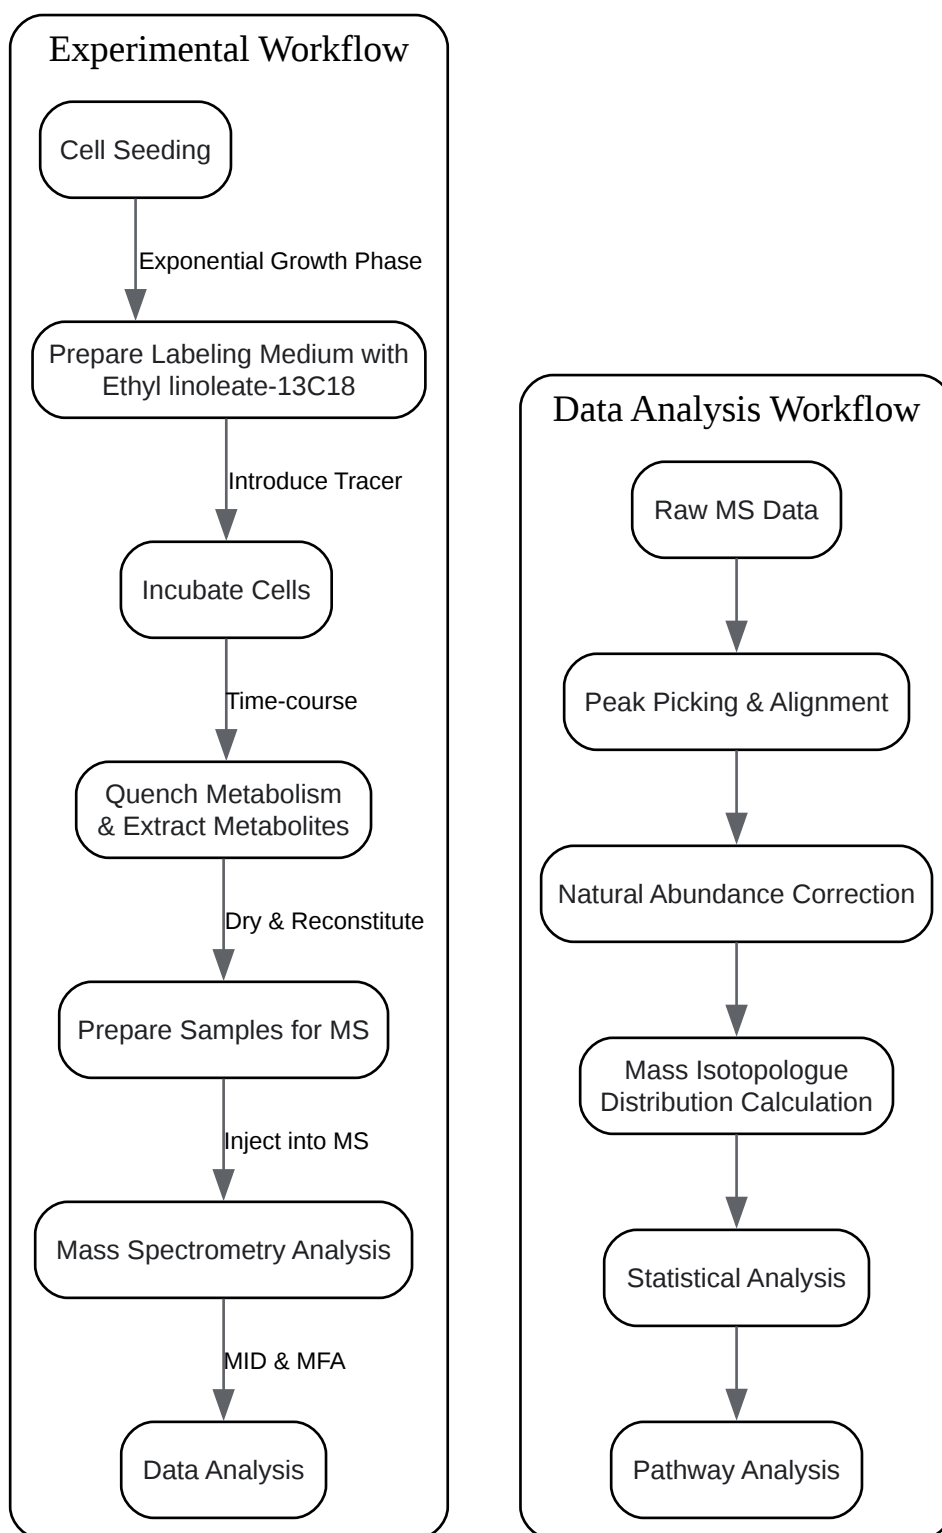 Experimental Workflow
Cell Seeding
Exponential Growth Phase
Prepare Labeling Medium with
Ethyl linoleate-13C18
Introduce Tracer
Incubate Cells
Time-course
Quench Metabolism
& Extract Metabolites
Dry & Reconstitute
Prepare Samples for MS
Inject into MS
Mass Spectrometry Analysis
MID & MFA
Data Analysis
Data Analysis Workflow
Raw MS Data
Peak Picking & Alignment
Natural Abundance Correction
Mass Isotopologue
Distribution Calculation
Statistical Analysis
Pathway Analysis